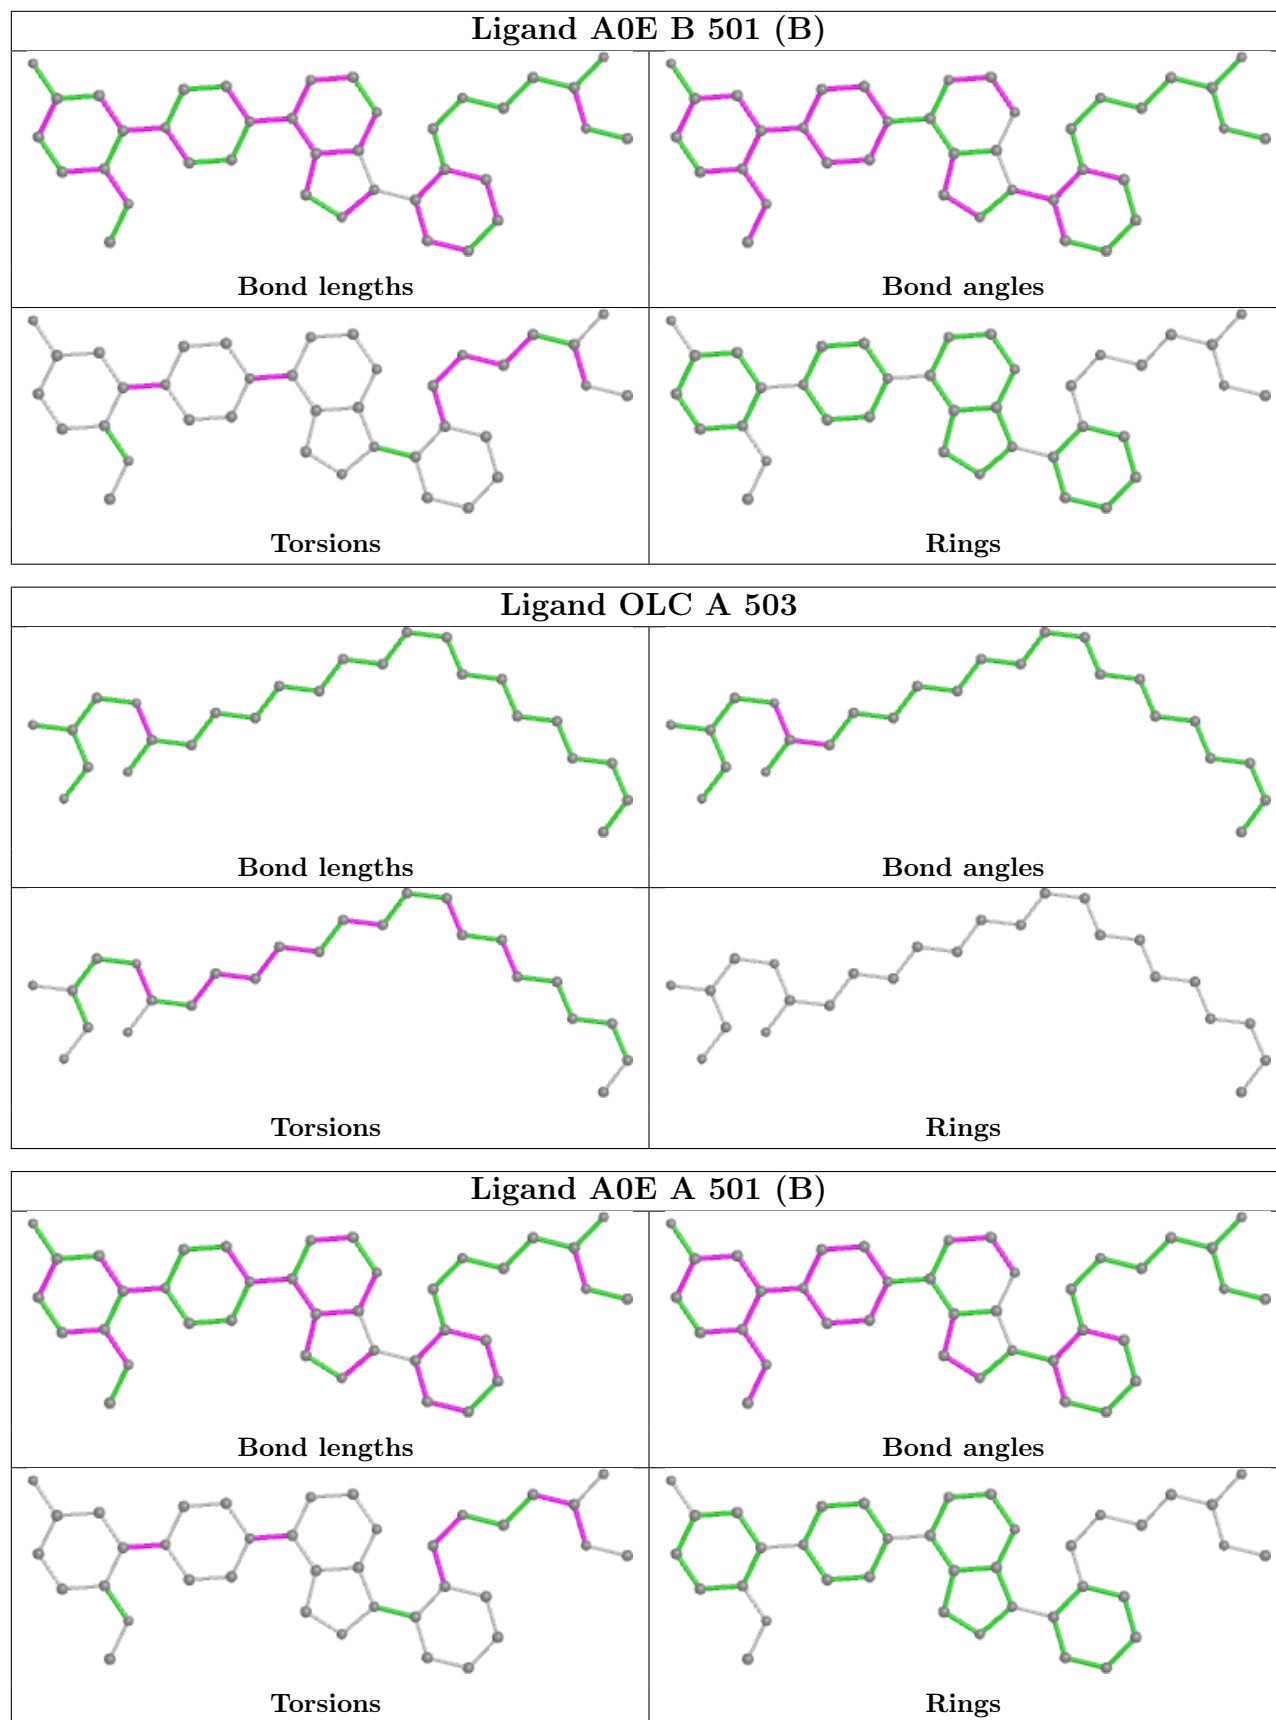 Ligand A0E B 501 (B)
Bond lengths
Bond angles
Torsions
Rings
Ligand OLC A 503
Bond lengths
Bond angles
Torsions
Rings
Ligand A0E A 501 (B)
Bond lengths
Bond angles
Torsions
Rings